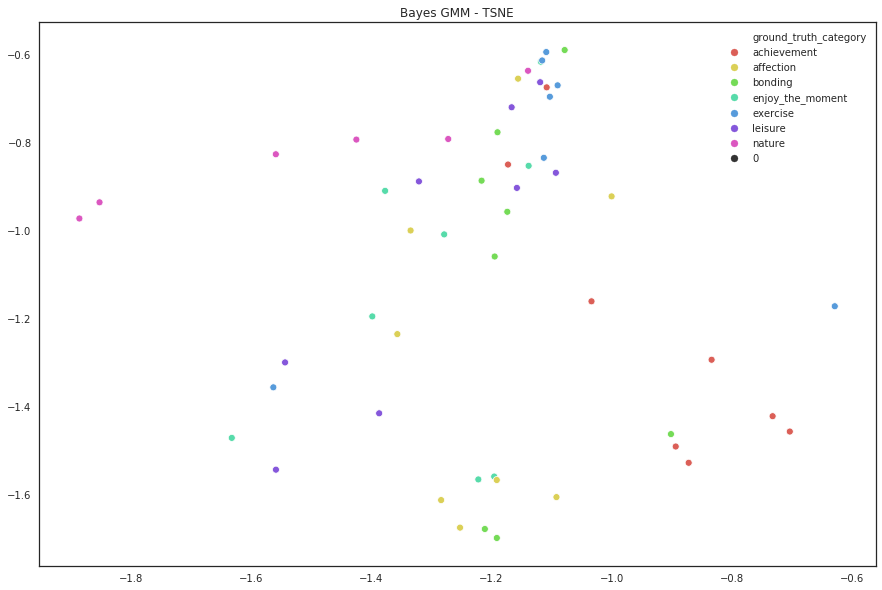 Bayes GMM - TSNE
ground_truth_category
achievement
affection
bonding
enjoy_the_moment
exercise
leisure
nature
0
−0.6
−0.8
−1.0
−1.2
−1.4
−1.6
−1.8 −1.6 −1.4 −1.2 −1.0 −0.8 −0.6